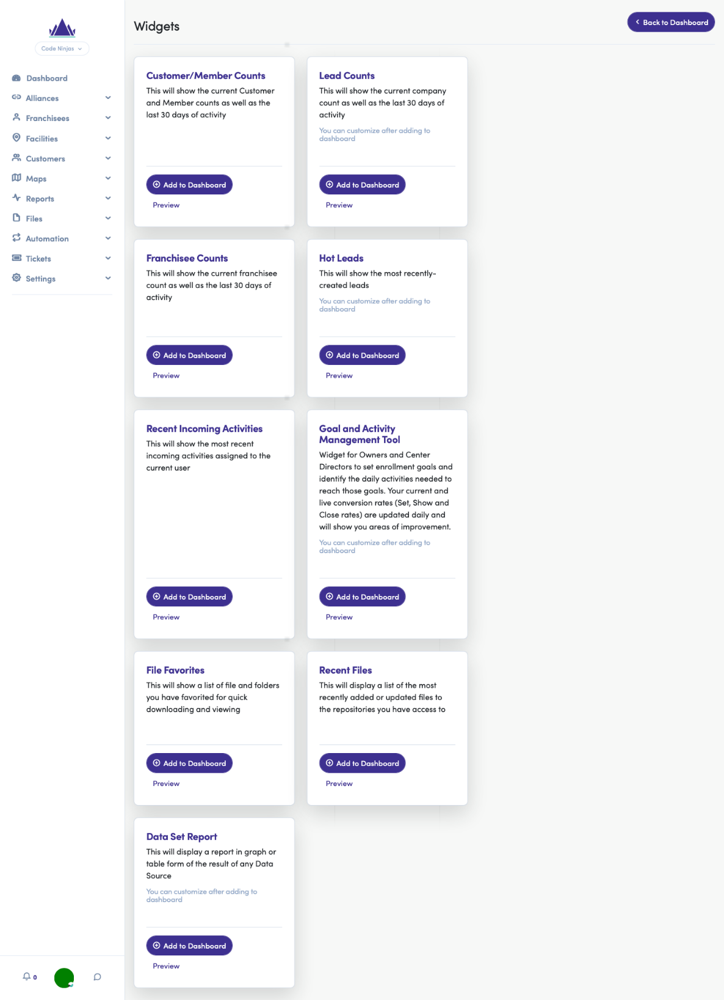 Code Ninjas
Dashboard
Alliances
Franchisees
Facilities
Customers
Maps
Reports
Files
Automation
Tickets
Settings
0
Widgets
Back to Dashboard
Customer/Member Counts
This will show the current Customer
and Member counts as well as the
last 30 days of activity
Add to Dashboard
Preview
Lead Counts
This will show the current company
count as well as the last 30 days of
activity
You can customize after adding to
dashboard
Add to Dashboard
Preview
Franchisee Counts
This will show the current franchisee
count as well as the last 30 days of
activity
Add to Dashboard
Preview
Hot Leads
This will show the most recently-
created leads
You can customize after adding to
dashboard
Add to Dashboard
Preview
Recent Incoming Activities
This will show the most recent
incoming activities assigned to the
current user
Add to Dashboard
Preview
Goal and Activity
Management Tool
Widget for Owners and Center
Directors to set enrollment goals and
identify the daily activities needed to
reach those goals. Your current and
live conversion rates (Set, Show and
Close rates) are updated daily and
will show you areas of improvement.
You can customize after adding to
dashboard
Add to Dashboard
Preview
File Favorites
This will show a list of file and folders
you have favorited for quick
downloading and viewing
Add to Dashboard
Preview
Recent Files
This will display a list of the most
recently added or updated files to
the repositories you have access to
Add to Dashboard
Preview
Data Set Report
This will display a report in graph or
table form of the result of any Data
Source
You can customize after adding to
dashboard
Add to Dashboard
Preview